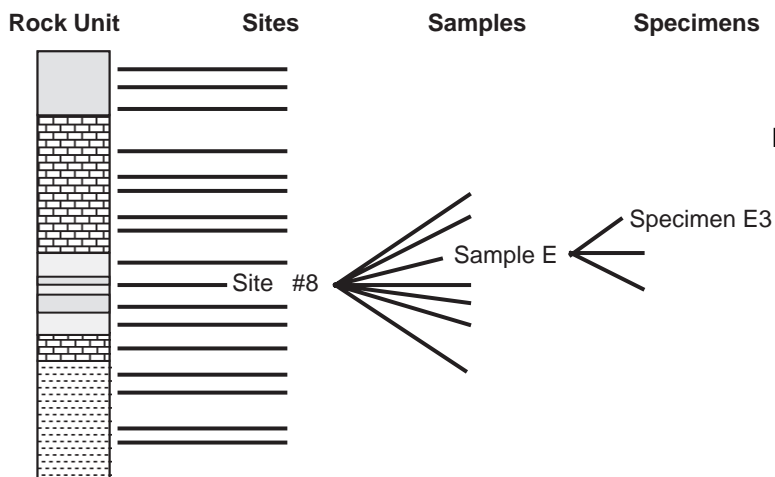 Rock Unit
Sites
Samples
Specimens
Specimen E3
Sample E
Site #8